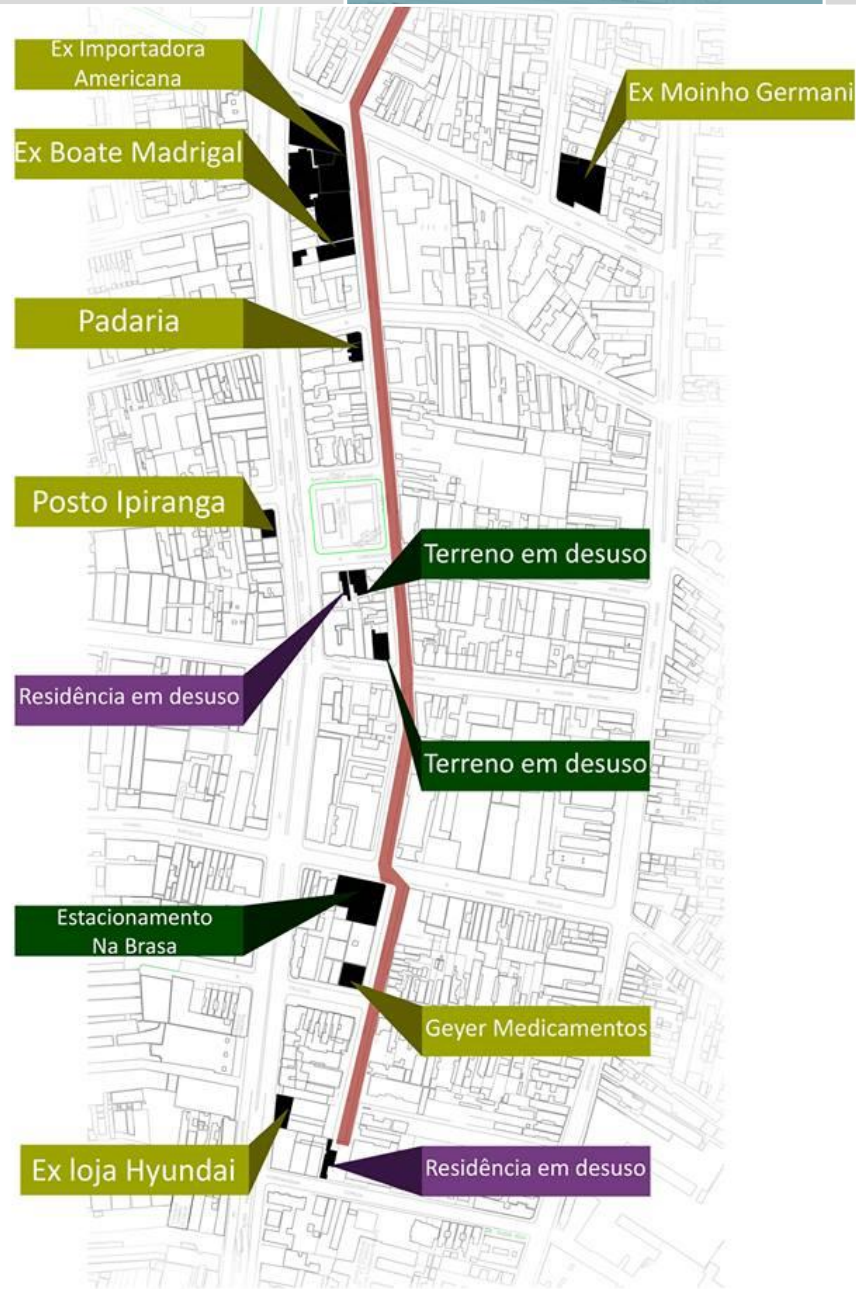 Ex Importadora
Americana
Ex Moinho Germani
Ex Boate Madrigal
Padaria
Posto Ipiranga
Terreno em desuso
Residência em desuso
Terreno em desuso
Estacionamento
Na Brasa
Geyer Medicamentos
Ex loja Hyundai
Residência em desuso